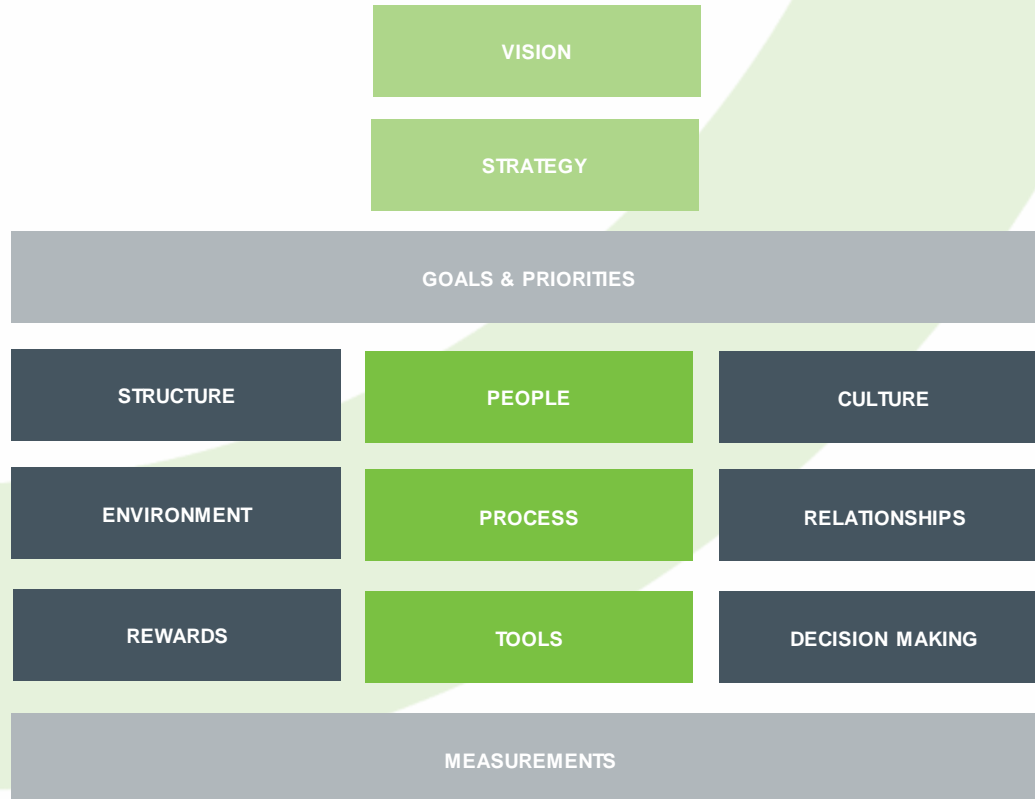 VISION
STRATEGY
GOALS & PRIORITIES
STRUCTURE
PEOPLE
CULTURE
ENVIRONMENT
PROCESS
RELATIONSHIPS
REWARDS
TOOLS
DECISION MAKING
MEASUREMENTS